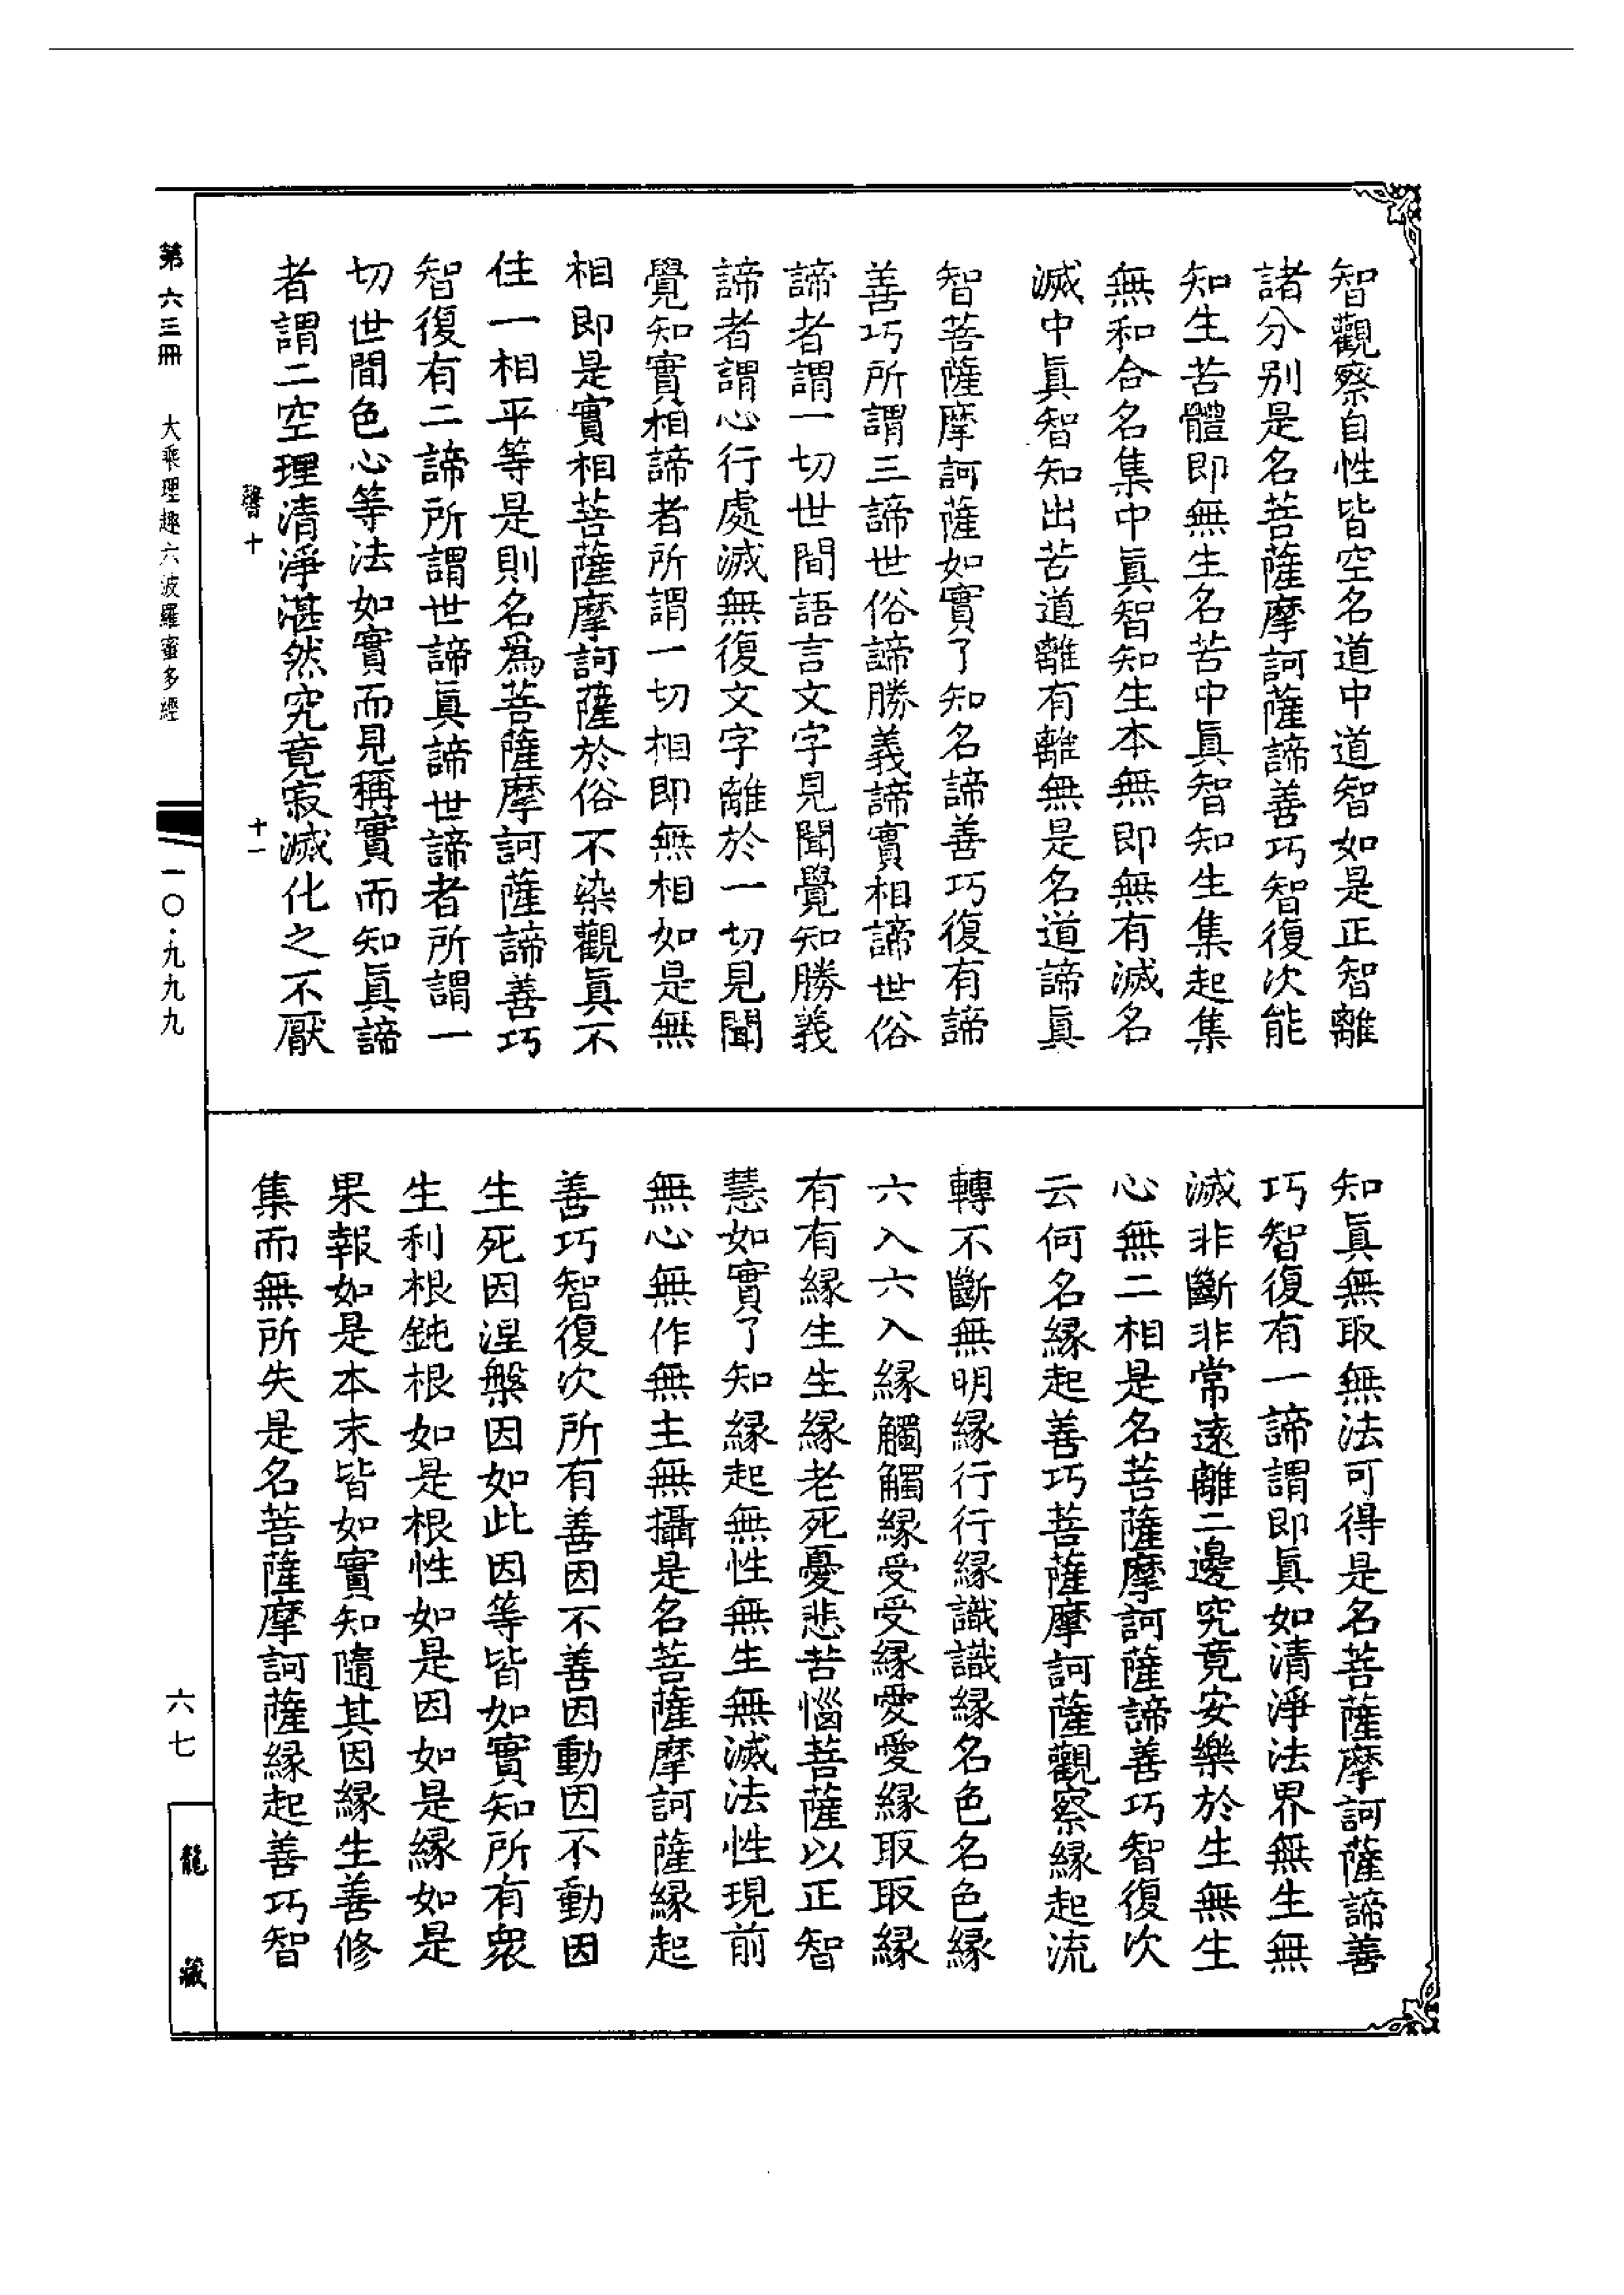 智觀察自性皆空名道中道智如是正智離
諸分別是名菩薩摩訶薩諦善巧智復次能
知生苦體即無生名苦中眞智知生集起集
無和合名集中眞智知生本無即無有滅名
滅中眞智知出苦道離有離無是名道諦眞
智菩薩摩訶薩如實了知名諦善巧復有諦
善巧所謂三諦世俗諦勝義諦實相諦世俗
諦者謂一切世間語言文字見聞覺知勝義
諦者謂心行處滅無復文字離於一切見聞
覺知實相諦者所謂一切相即無相如是無
相即是實相菩薩摩訶薩於俗不染觀眞不
住一相平等是則名爲菩薩摩訶薩諦善巧
智復有二諦所謂世諦眞諦世諦者所謂一
切世間色心等法如實而見稱實而知眞諦
者謂二空理清淨湛然究竟寂滅化之不厭
知眞無取無法可得是名菩薩摩訶薩諦善
巧智復有一諦謂即眞如清淨法界無生無
滅非斷非常遠離二邊究竟安樂於生無生
心無二相是名菩薩摩訶薩諦善巧智復次
云何名緣起善巧菩薩摩訶薩觀察緣起流
轉不斷無明緣行行緣識識緣名色名色緣
六入六入緣觸觸緣受受緣愛愛緣取取緣
有有緣生生緣老死憂悲苦惱菩薩以正智
慧如實了知緣起無性無生無滅法性現前
無心無作無主無攝是名菩薩摩訶薩緣起
善巧智復次所有善因不善因動因不動因
生死因涅槃因如此因等皆如實知所有衆
生利根鈍根如是根性如是因如是緣如是
果報如是本末皆如實知隨其因緣生善修
集而無所失是名菩薩摩訶薩緣起善巧智
磬十
十一
第六三冊 大乘理趣六波羅蜜多經
一〇·九九九
六七
龍藏